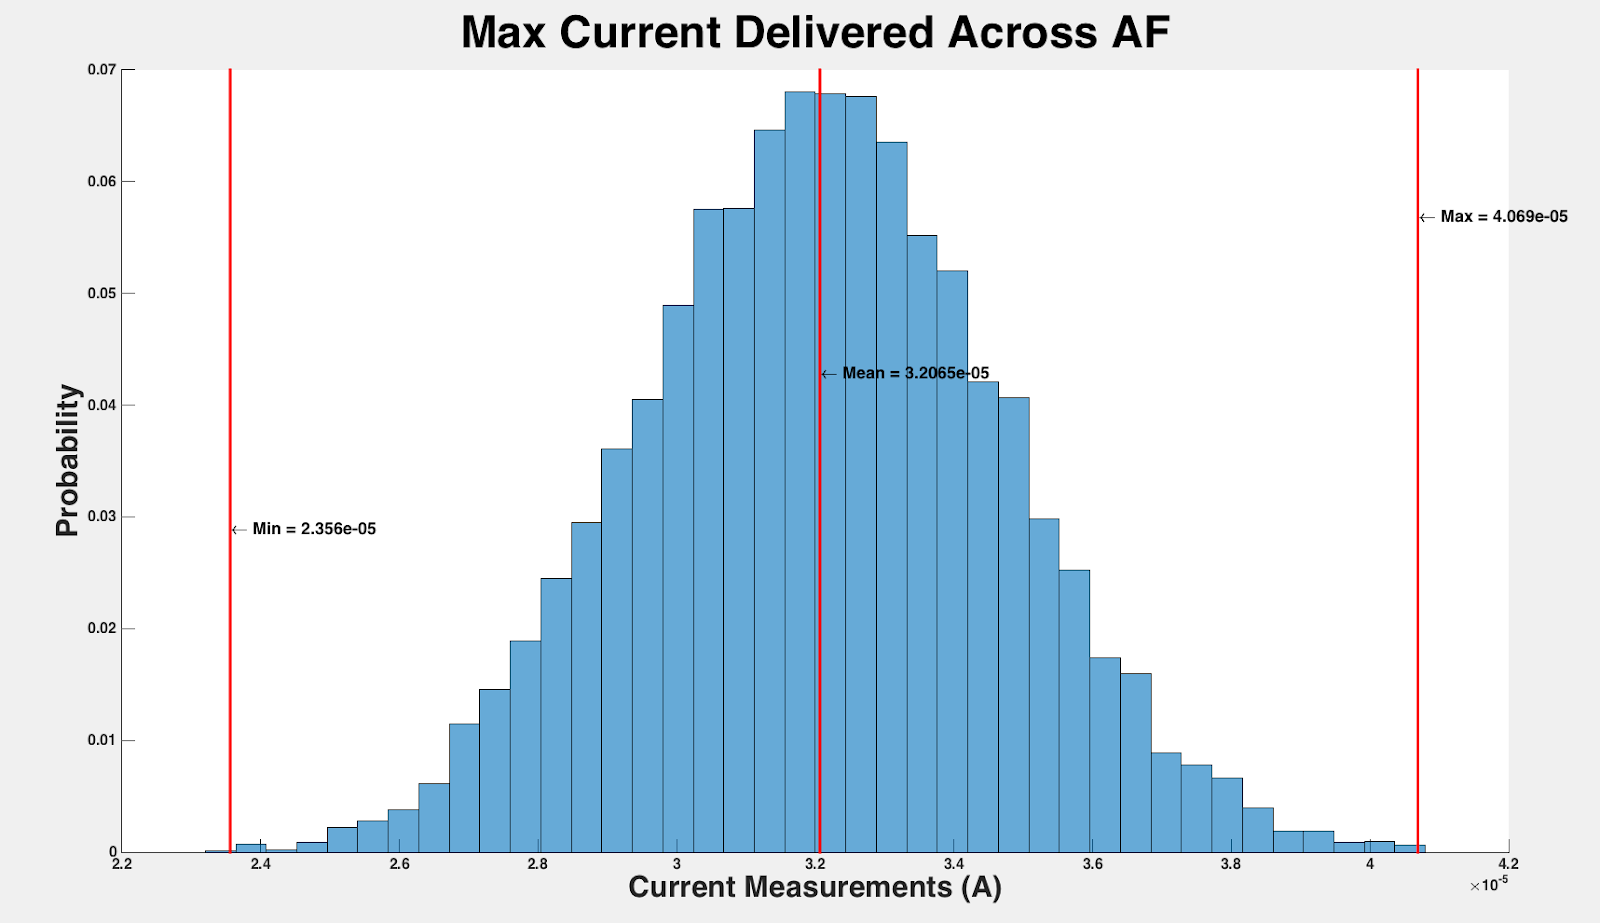 Max Current Delivered Across AF
0.07
0.06
0.05
0.04
0.03
0.02
0.01
0
Probability
← Max = 4.069e-05
← Mean = 3.2065e-05
← Min = 2.356e-05
2.2 2.4 2.6 2.8 3 3.2 3.4 3.6 3.8 4 4.2
×10⁻⁵
Current Measurements (A)